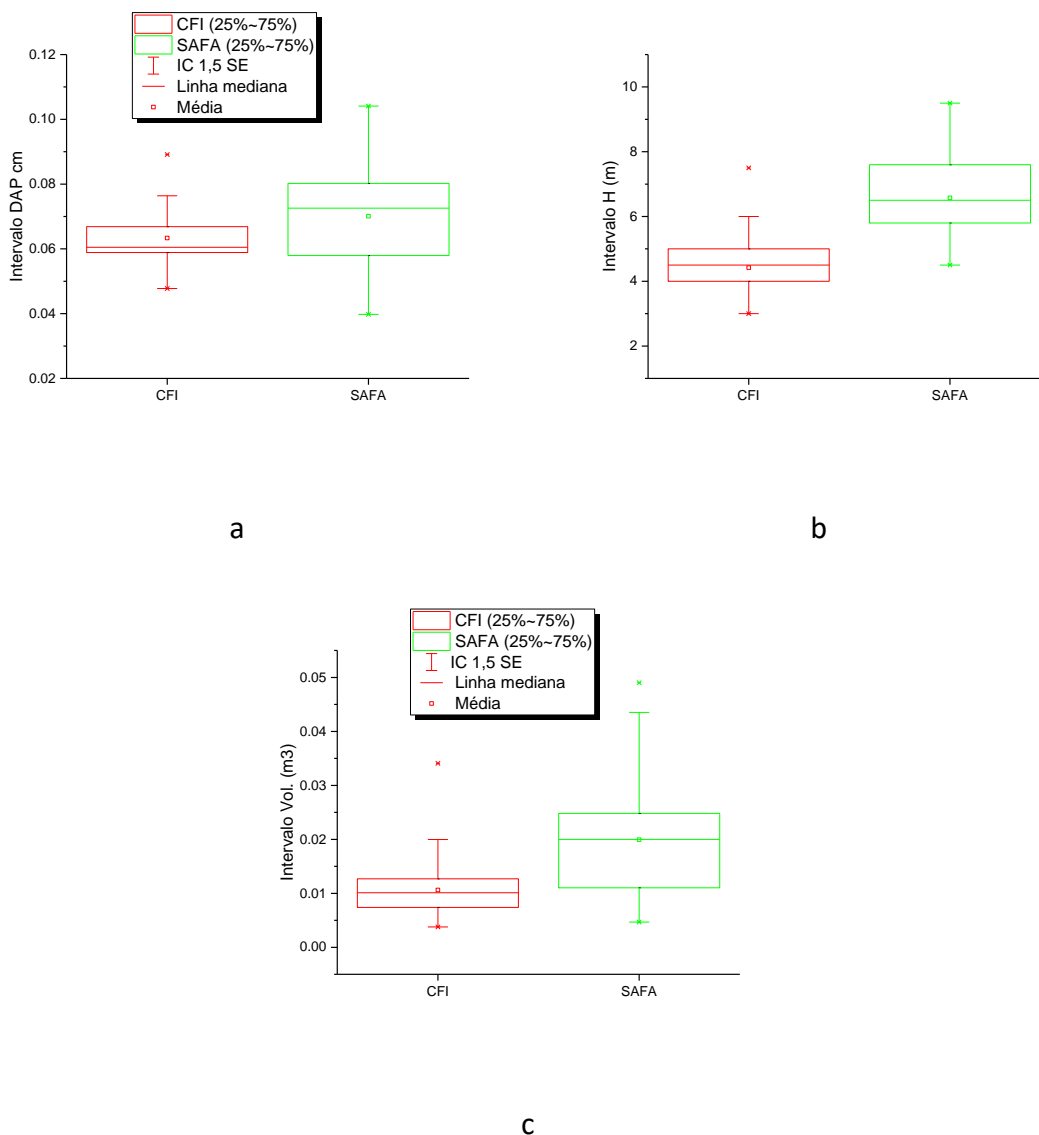 CFI (25%~75%)
SAFA (25%~75%)
IC 1,5 SE
Linha mediana
Média
0.12
0.10
0.08
0.06
0.04
0.02
Intervalo DAP cm
CFI
SAFA
10
8
6
4
2
Intervalo H (m)
CFI
SAFA
a
b
CFI (25%~75%)
SAFA (25%~75%)
IC 1,5 SE
Linha mediana
Média
0.05
0.04
0.03
0.02
0.01
0.00
Intervalo Vol. (m3)
CFI
SAFA
c